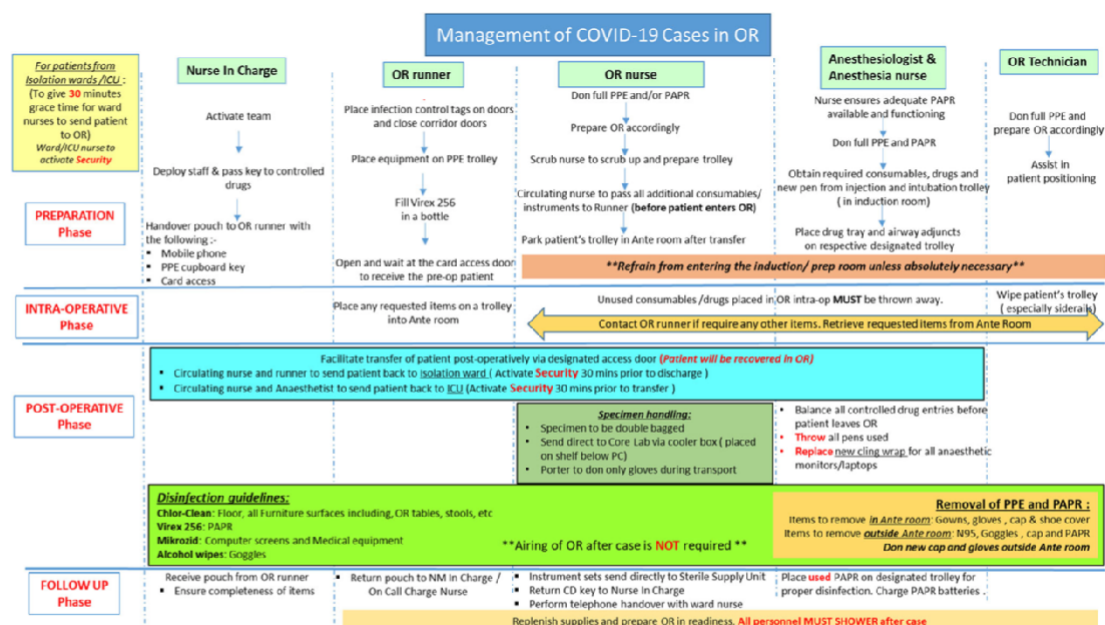 Management of COVID-19 Cases in OR
For patients from
Isolation wards /ICU :
(To give 30 minutes
grace time for ward
nurses to send patient
to OR)
Ward/ICU nurse to
activate Security
Nurse In Charge
OR runner
OR nurse
Anesthesiologist &
Anesthesia nurse
OR Technician
PREPARATION
Phase
Activate team
Deploy staff & pass key to controlled
drugs
Handover pouch to OR runner with
the following :-
▪ Mobile phone
▪ PPE cupboard key
▪ Card access
Place infection control tags on doors
and close corridor doors
Place equipment on PPE trolley
Fill Virex 256
in a bottle
Open and wait at the card access door
to receive the pre-op patient
Don full PPE and/or PAPR
Prepare OR accordingly
Scrub nurse to scrub up and prepare trolley
Circulating nurse to pass all additional consumables/
instruments to Runner (before patient enters OR)
Park patient's trolley in Ante room after transfer
Nurse ensures adequate PAPR
available and functioning
Don full PPE and PAPR
Obtain required consumables, drugs and
new pen from injection and intubation trolley
( in induction room)
Place drug tray and airway adjuncts
on respective designated trolley
Don full PPE and
prepare OR accordingly
Assist in
patient positioning
**Refrain from entering the induction/ prep room unless absolutely necessary**
INTRA-OPERATIVE
Phase
Place any requested items on a trolley
into Ante room
Unused consumables /drugs placed in OR intra-op MUST be thrown away.
Contact OR runner if require any other items. Retrieve requested items from Ante Room
Wipe patient's trolley
( especially siderails)
POST-OPERATIVE
Phase
Facilitate transfer of patient post-operatively via designated access door (Patient will be recovered in OR)
▪ Circulating nurse and runner to send patient back to Isolation ward ( Activate Security 30 mins prior to discharge )
▪ Circulating nurse and Anaesthetist to send patient back to ICU (Activate Security 30 mins prior to transfer )
Specimen handling:
• Specimen to be double bagged
• Send direct to Core Lab via cooler box ( placed
on shelf below PC)
• Porter to don only gloves during transport
▪ Balance all controlled drug entries before
patient leaves OR
▪ Throw all pens used
▪ Replace new cling wrap for all anaesthetic
monitors/laptops
Disinfection guidelines:
Chlor-Clean: Floor, all Furniture surfaces including, OR tables, stools, etc
Virex 256: PAPR
Mikrozid: Computer screens and Medical equipment
Alcohol wipes: Goggles
**Airing of OR after case is NOT required **
Removal of PPE and PAPR :
Items to remove in Ante room: Gowns, gloves , cap & shoe cover
Items to remove outside Ante room: N95, Goggles , cap and PAPR
Don new cap and gloves outside Ante room
FOLLOW UP
Phase
Receive pouch from OR runner
▪ Ensure completeness of items
▪ Return pouch to NM In Charge /
On Call Charge Nurse
▪ Instrument sets send directly to Sterile Supply Unit
▪ Return CD key to Nurse In Charge
▪ Perform telephone handover with ward nurse
Place used PAPR on designated trolley for
proper disinfection. Charge PAPR batteries .
Replenish supplies and prepare OR in readiness. All personnel MUST SHOWER after case